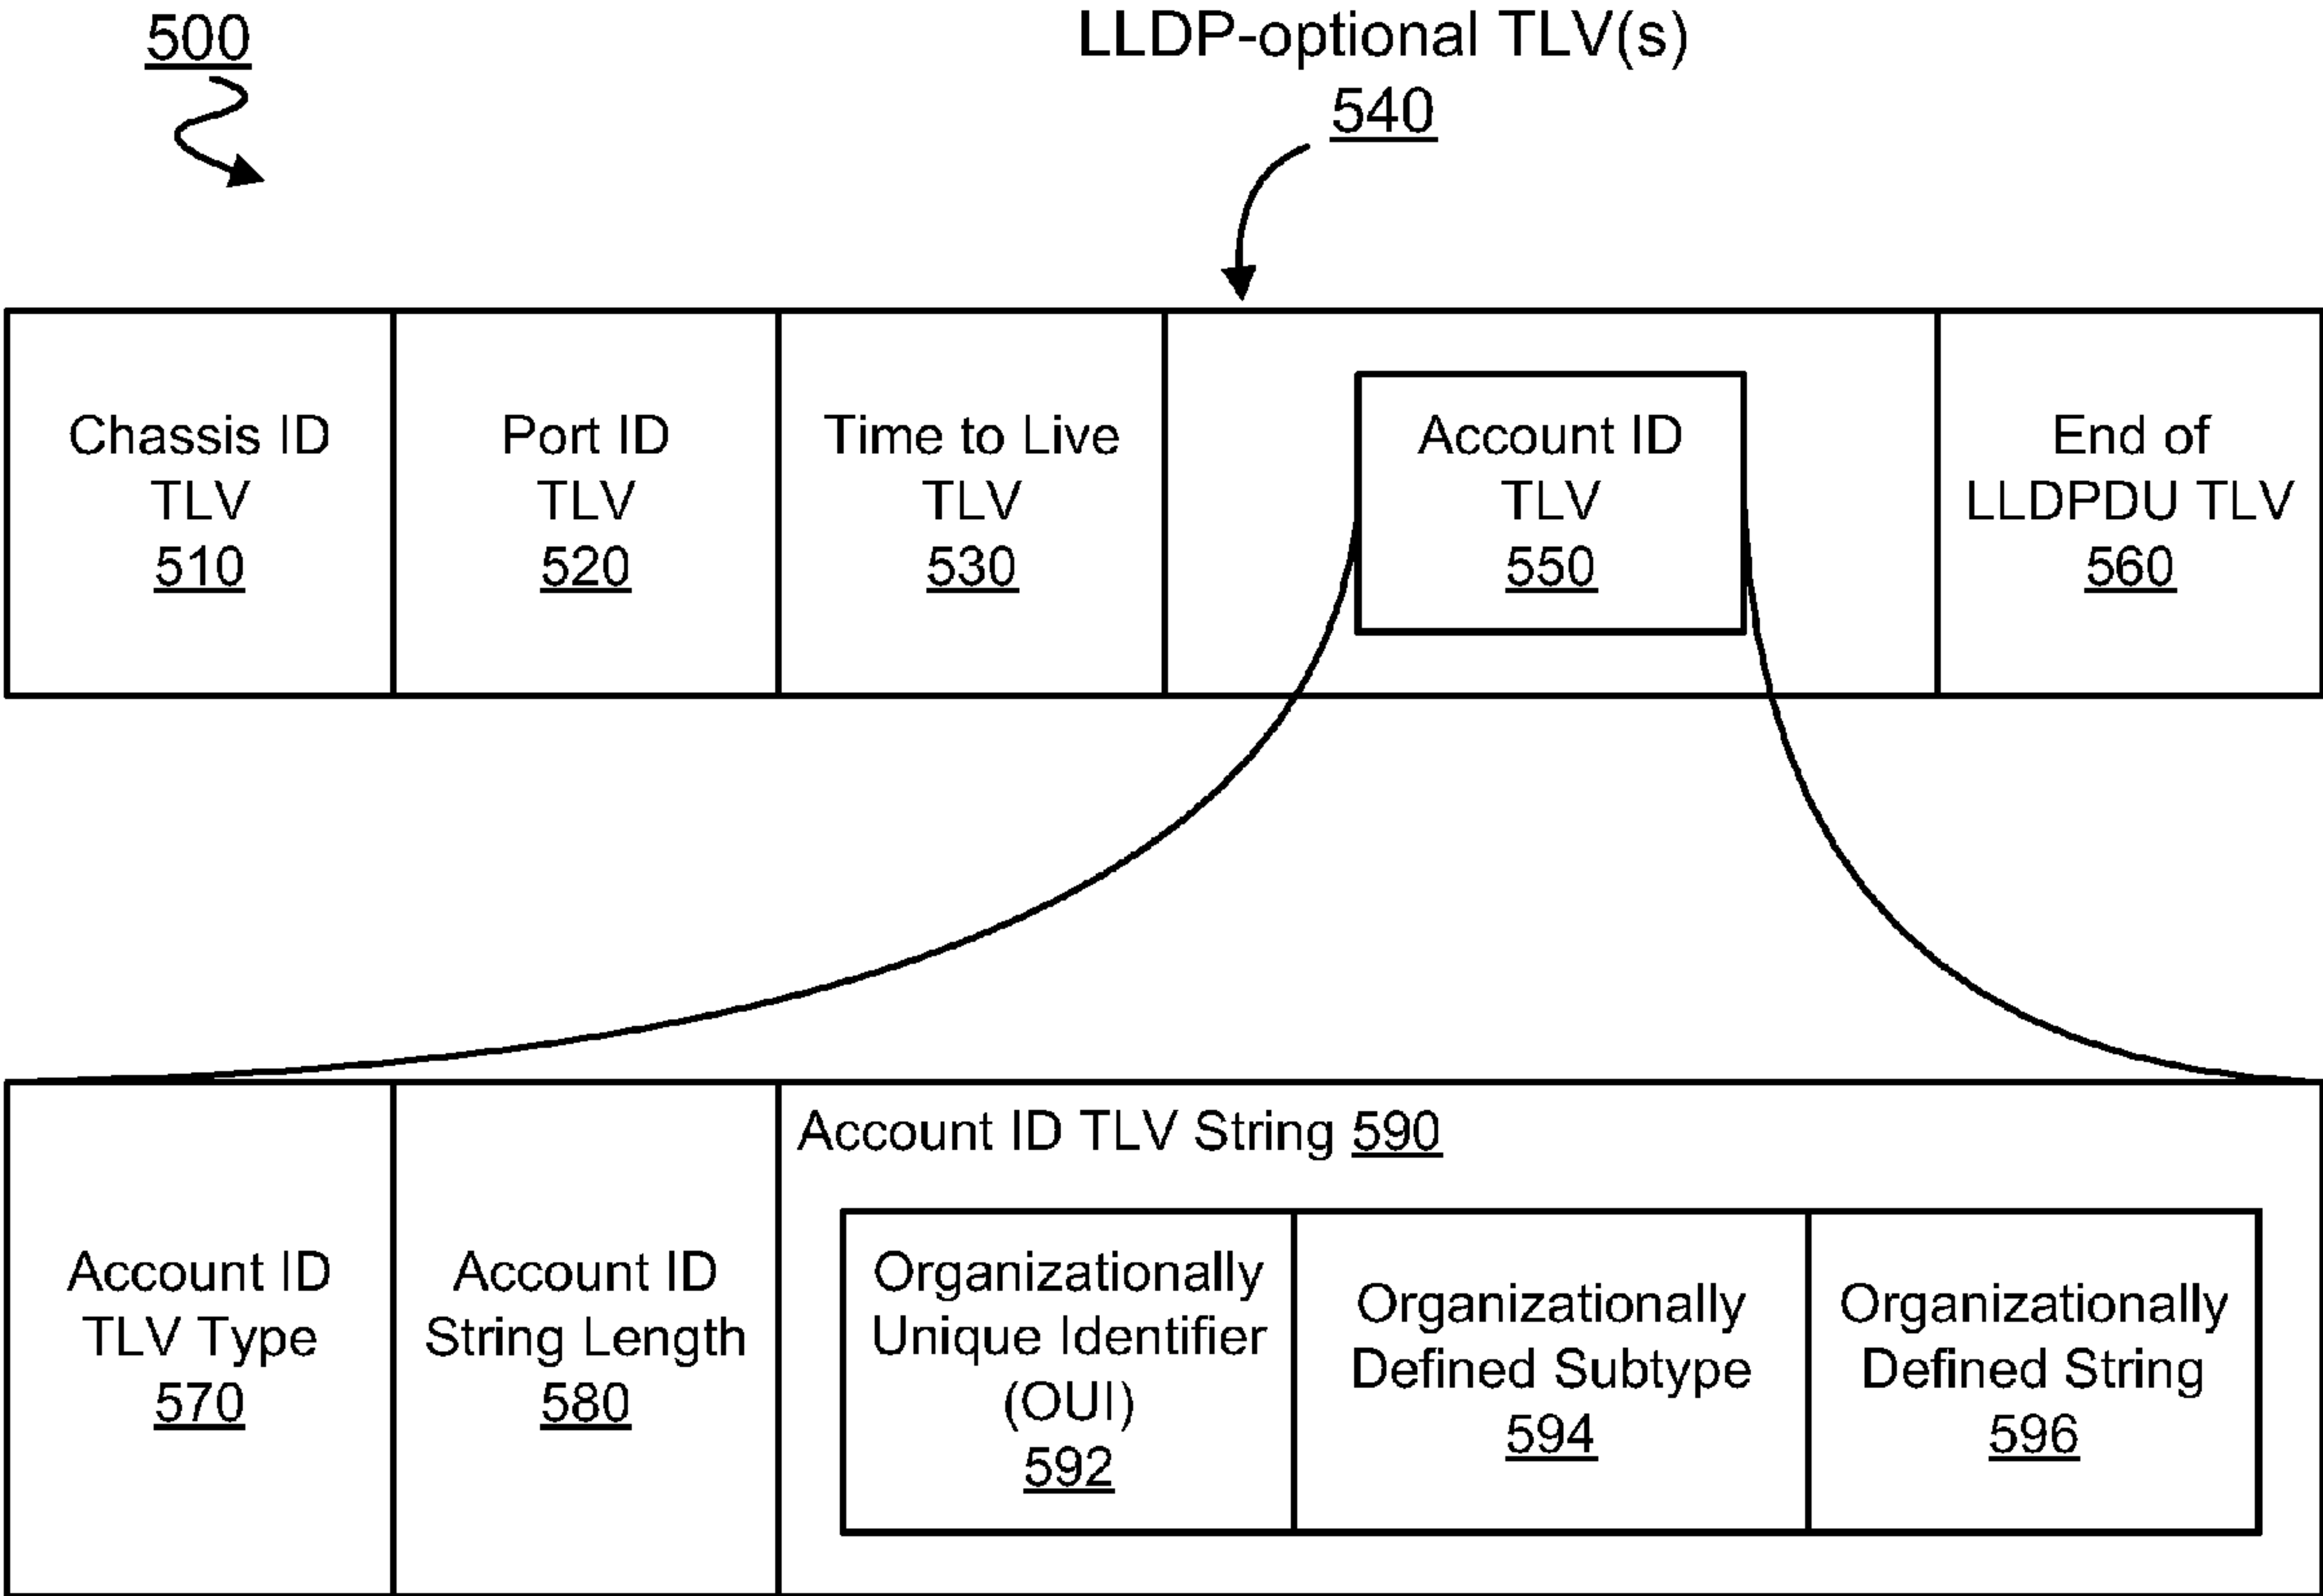 500
LLDP-optional TLV(s)
540
Chassis ID
TLV
510
Port ID
TLV
520
Time to Live
TLV
530
Account ID
TLV
550
End of
LLDPDU TLV
560
Account ID
TLV Type
570
Account ID
String Length
580
Account ID TLV String 590
Organizationally
Unique Identifier
(OUI)
592
Organizationally
Defined Subtype
594
Organizationally
Defined String
596